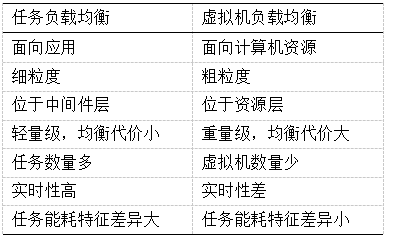 任务负载均衡 虚拟机负载均衡
面向应用 面向计算机资源
细粒度 粗粒度
位于中间件层 位于资源层
轻量级，均衡代价小 重量级，均衡代价大
任务数量多 虚拟机数量少
实时性高 实时性差
任务能耗特征差异大 任务能耗特征差异小